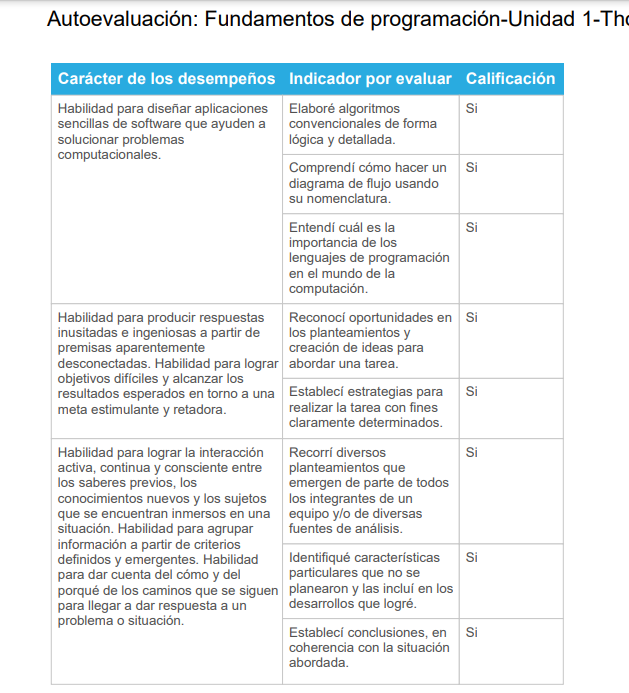 Autoevaluación: Fundamentos de programación-Unidad 1-Tho
Carácter de los desempeños Indicador por evaluar Calificación
Habilidad para diseñar aplicaciones
sencillas de software que ayuden a
solucionar problemas
computacionales.
Elaboré algoritmos
convencionales de forma
lógica y detallada.
Si
Comprendí cómo hacer un
diagrama de flujo usando
su nomenclatura.
Si
Entendí cuál es la
importancia de los
lenguajes de programación
en el mundo de la
computación.
Si
Habilidad para producir respuestas
inusitadas e ingeniosas a partir de
premisas aparentemente
desconectadas. Habilidad para lograr
objetivos difíciles y alcanzar los
resultados esperados en torno a una
meta estimulante y retadora.
Reconocí oportunidades en
los planteamientos y
creación de ideas para
abordar una tarea.
Si
Establecí estrategias para
realizar la tarea con fines
claramente determinados.
Si
Habilidad para lograr la interacción
activa, continua y consciente entre
los saberes previos, los
conocimientos nuevos y los sujetos
que se encuentran inmersos en una
situación. Habilidad para agrupar
información a partir de criterios
definidos y emergentes. Habilidad
para dar cuenta del cómo y del
porqué de los caminos que se siguen
para llegar a dar respuesta a un
problema o situación.
Recorrí diversos
planteamientos que
emergen de parte de todos
los integrantes de un
equipo y/o de diversas
fuentes de análisis.
Si
Identifiqué características
particulares que no se
planearon y las incluí en los
desarrollos que logré.
Si
Establecí conclusiones, en
coherencia con la situación
abordada.
Si